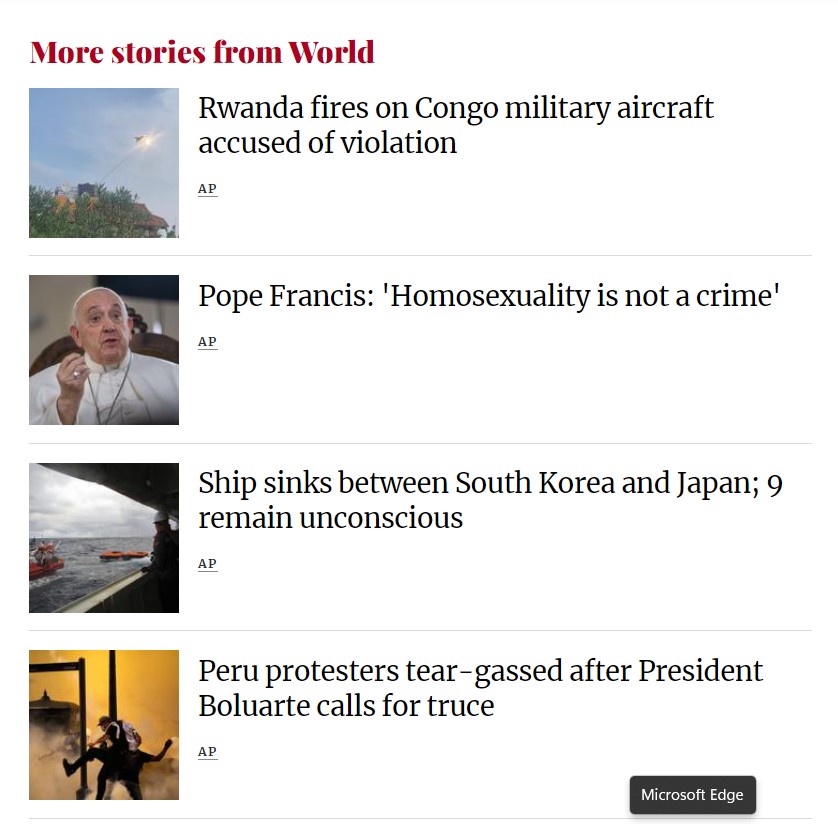 More stories from World
Rwanda fires on Congo military aircraft
accused of violation
AP
Pope Francis: 'Homosexuality is not a crime'
AP
Ship sinks between South Korea and Japan; 9
remain unconscious
AP
Peru protesters tear-gassed after President
Boluarte calls for truce
AP
Microsoft Edge